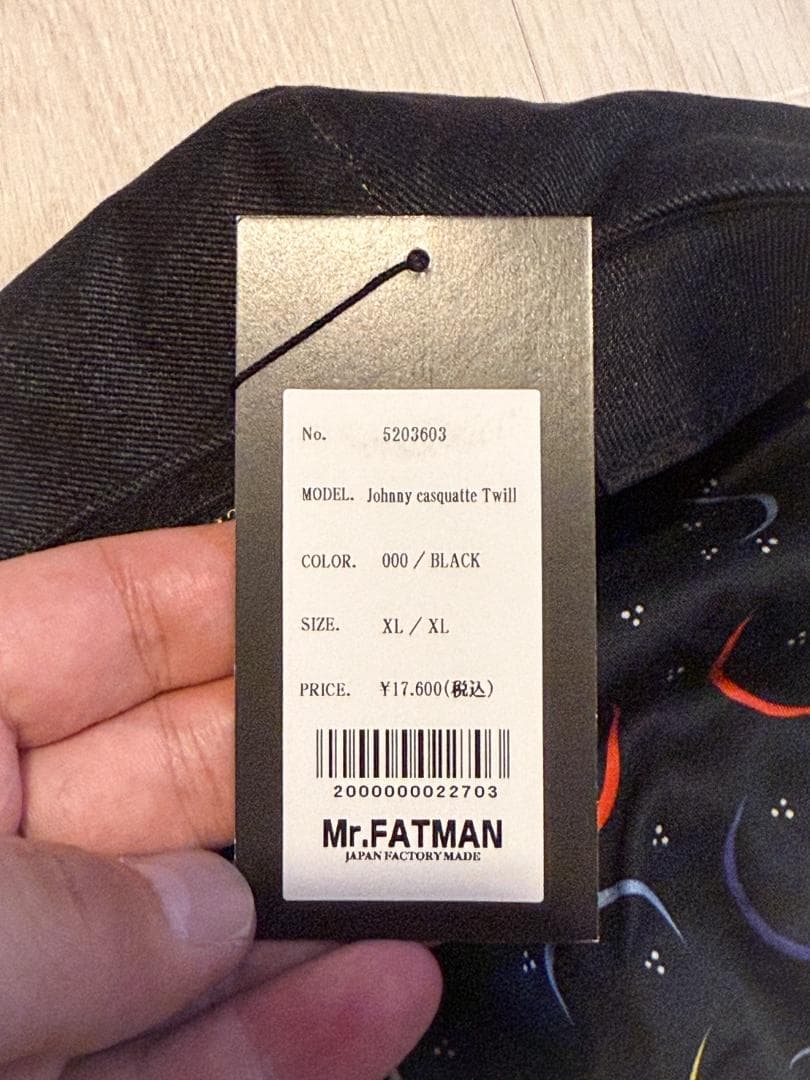 No. 5203603
MODEL. Johnny casquatte Twill
COLOR. 000 / BLACK
SIZE. XL / XL
PRICE. ¥17.600(税込)
2000000022703
Mr.FATMAN
JAPAN FACTORY MADE